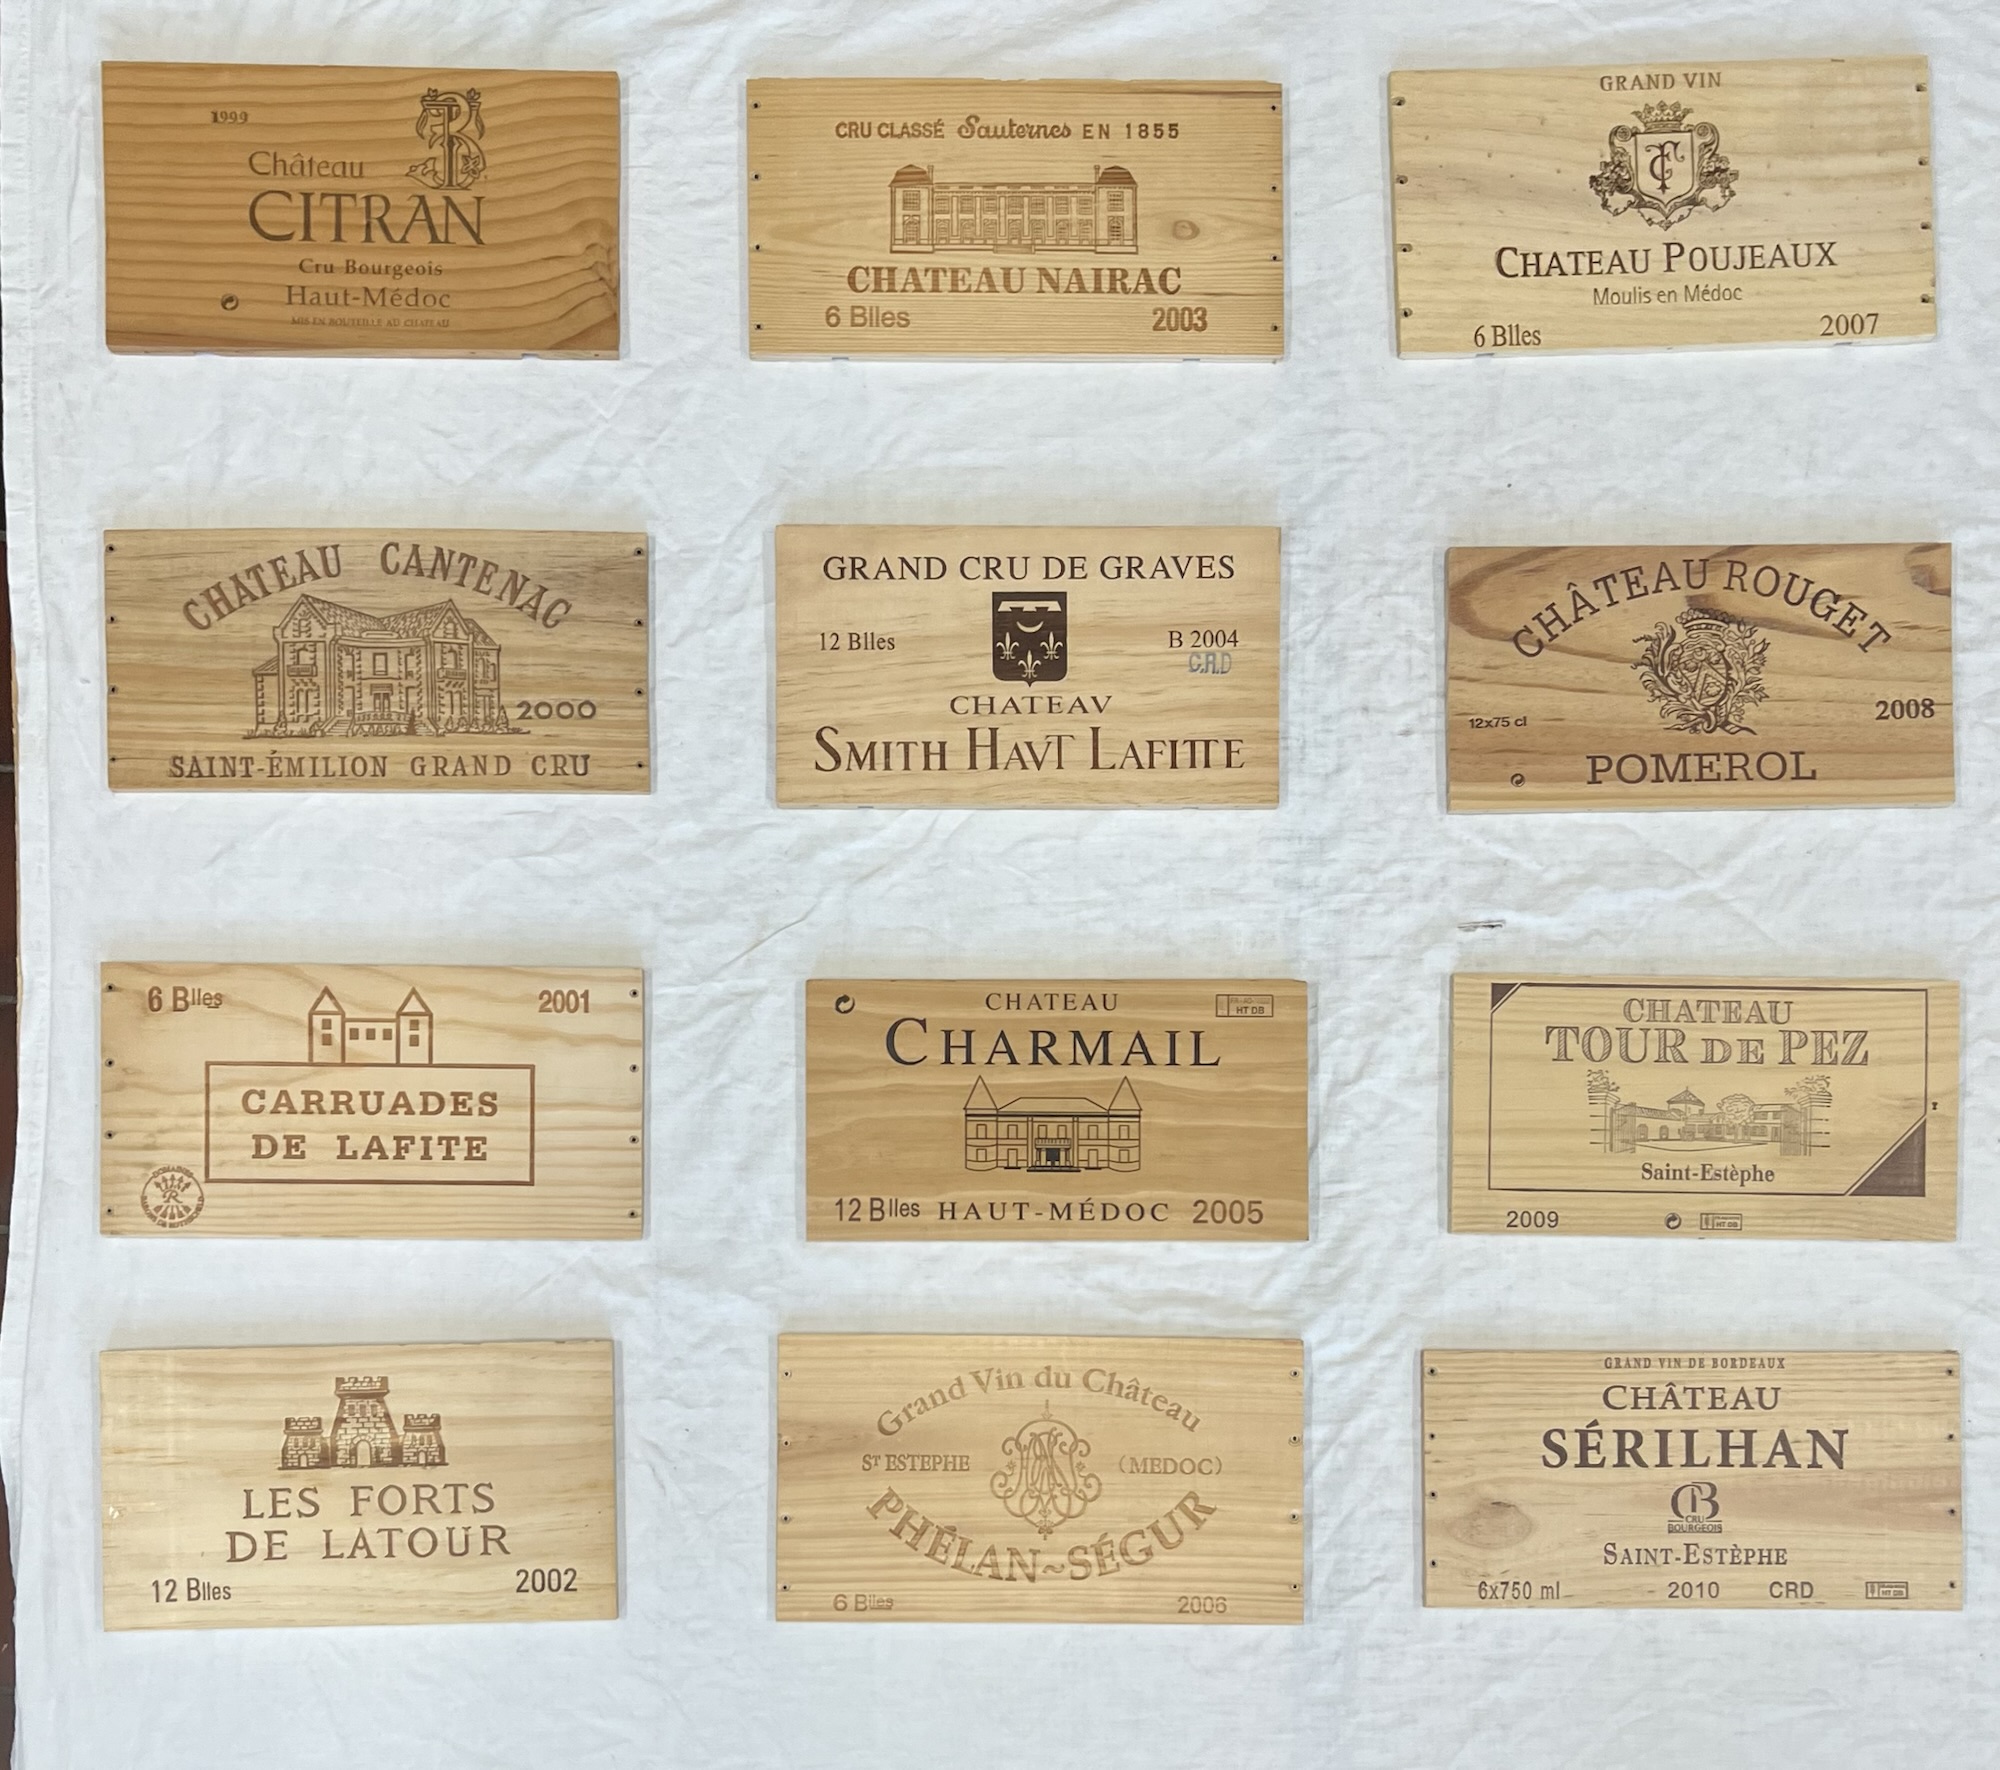 1999
Château
CITRAN
Cru Bourgeois
Haut-Médoc
MIS EN BOUTEILLE AU CHATEAU
CRU CLASSÉ Sauternes EN 1855
CHATEAU NAIRAC
6 Blles 2003
GRAND VIN
CHATEAU POUJEAUX
Moulis en Médoc
6 Blles 2007
CHATEAU CANTENAC
2000
SAINT-ÉMILION GRAND CRU
GRAND CRU DE GRAVES
12 Blles B 2004
C.R.D
CHATEAV
SMITH HAVT LAFITTE
CHÂTEAU ROUGET
12x75 cl 2008
POMEROL
6 Blles 2001
CARRUADES
DE LAFITE
CHATEAU
HT DB
CHARMAIL
12 Blles HAUT-MÉDOC 2005
CHATEAU
TOUR DE PEZ
Saint-Estèphe
2009 HT DB
LES FORTS
DE LATOUR
12 Blles 2002
Grand Vin du Château
ST ESTEPHE (MEDOC)
PHÉLAN~SÉGUR
6 Blles 2006
GRAND VIN DE BORDEAUX
CHÂTEAU
SÉRILHAN
CB
CRU
BOURGEOIS
SAINT-ESTÈPHE
6x750 ml 2010 CRD HT DB